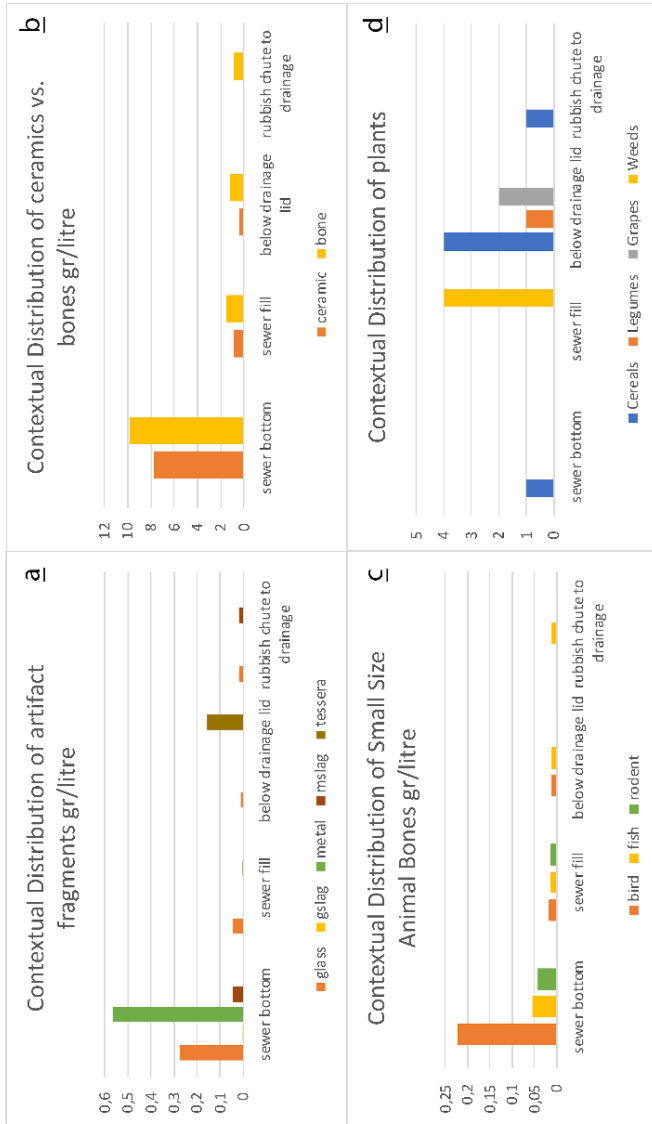 a
Contextual Distribution of artifact
fragments gr/litre
0,6
0,5
0,4
0,3
0,2
0,1
0
sewer bottom
sewer fill
below drainage lid
rubbish chute to
drainage
glass gslag metal mslag tessera
b
Contextual Distribution of ceramics vs.
bones gr/litre
12
10
8
6
4
2
0
sewer bottom
sewer fill
below drainage
lid
rubbish chute to
drainage
ceramic bone
c
Contextual Distribution of Small Size
Animal Bones gr/litre
0,25
0,2
0,15
0,1
0,05
0
sewer bottom
sewer fill
below drainage lid
rubbish chute to
drainage
bird fish rodent
d
Contextual Distribution of plants
5
4
3
2
1
0
sewer bottom
sewer fill
below drainage lid
rubbish chute to
drainage
Cereals Legumes Grapes Weeds